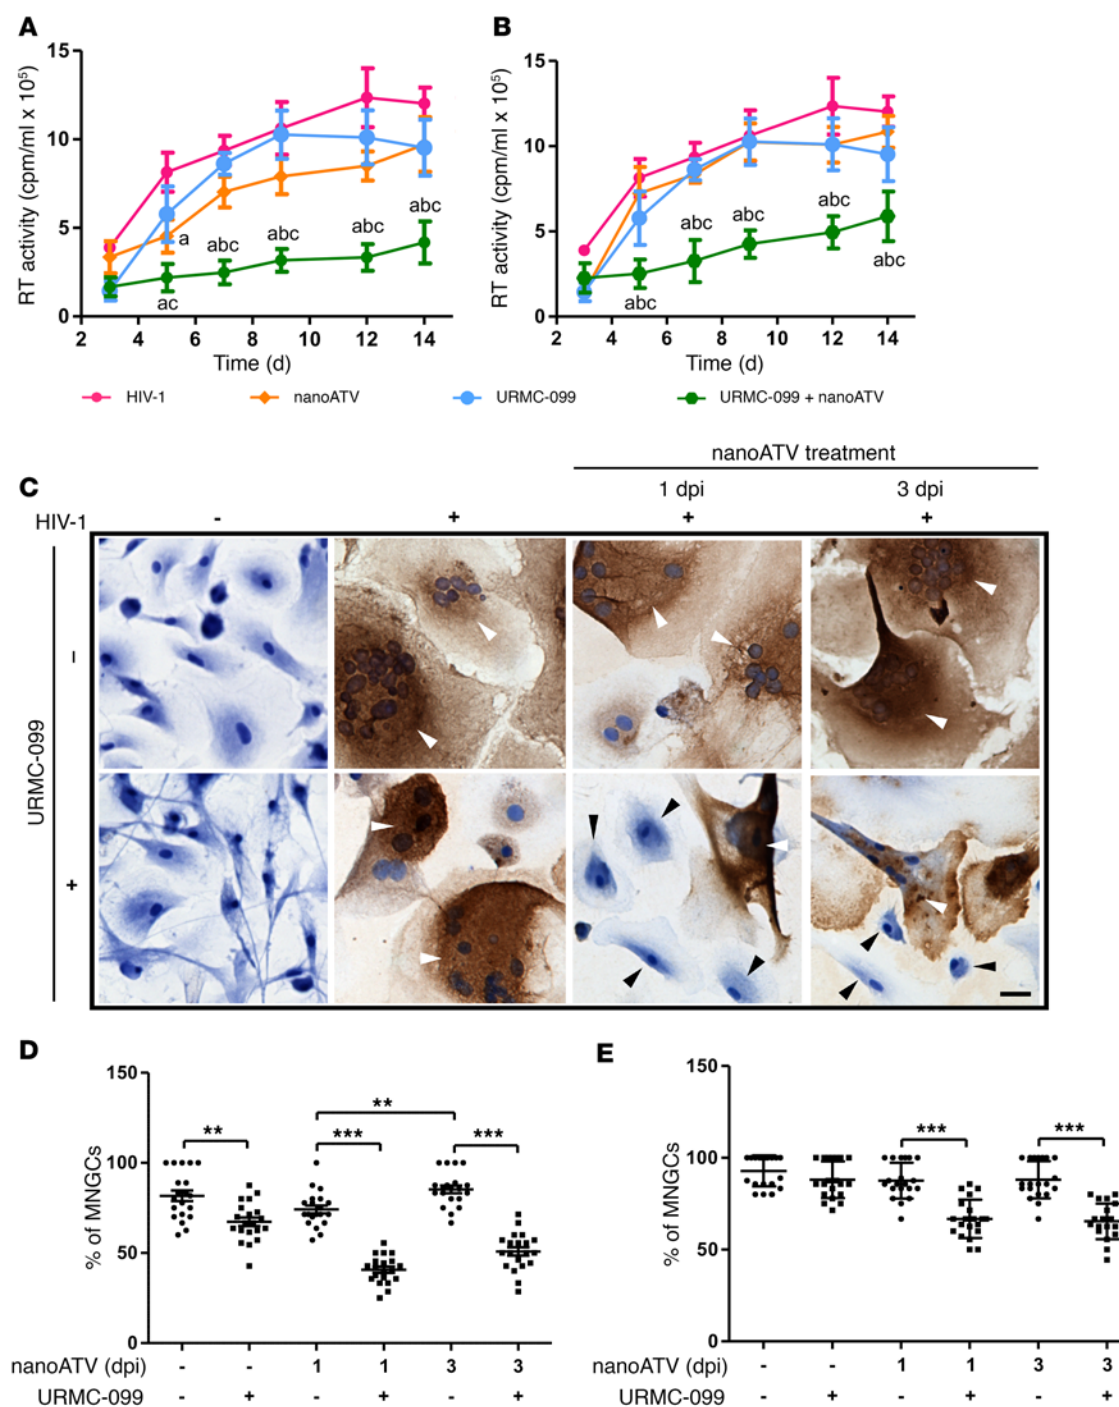 A
B
15
10
5
0
RT activity (cpm/ml x 10⁵)
a
ac
abc
abc
abc
abc
2 4 6 8 10 12 14
Time (d)
15
10
5
0
RT activity (cpm/ml x 10⁵)
abc
abc
abc
abc
abc
2 4 6 8 10 12 14
Time (d)
HIV-1 nanoATV URMC-099 URMC-099 + nanoATV
nanoATV treatment
C
1 dpi 3 dpi
HIV-1 - + + +
URMC-099
-
+
D
150
100
50
0
% of MNGCs
** *** ** ***
nanoATV (dpi) - - 1 1 3 3
URMC-099 - + - + - +
E
150
100
50
0
% of MNGCs
*** ***
nanoATV (dpi) - - 1 1 3 3
URMC-099 - + - + - +